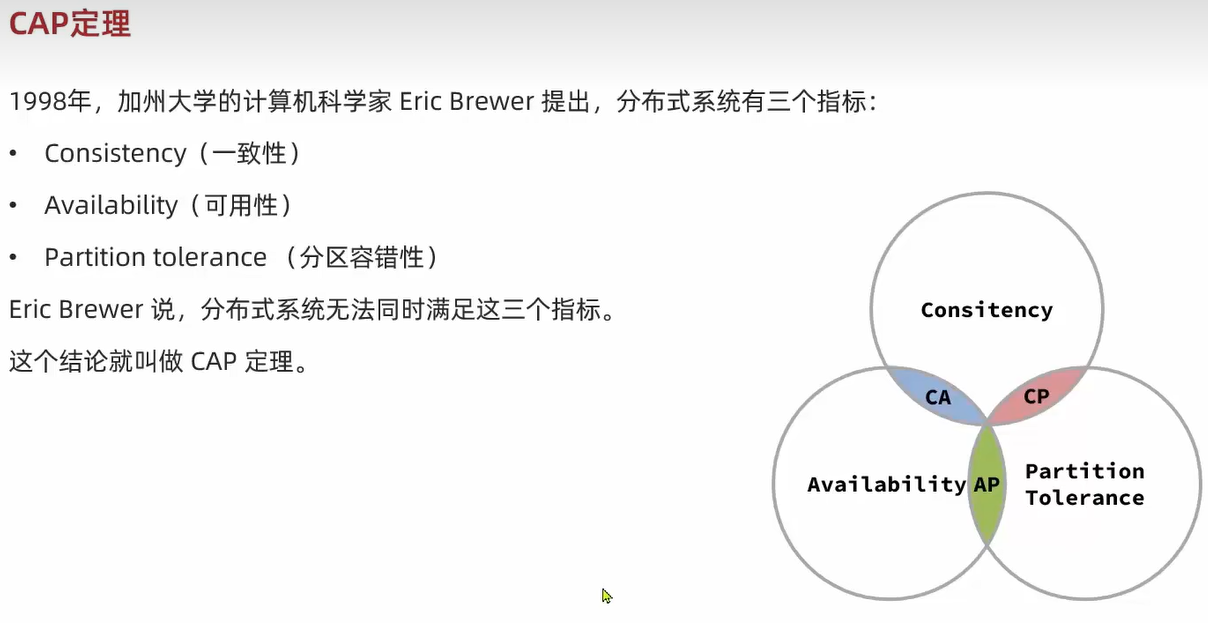 CAP定理
1998年，加州大学的计算机科学家 Eric Brewer 提出，分布式系统有三个指标：
• Consistency（一致性）
• Availability（可用性）
• Partition tolerance （分区容错性）
Eric Brewer 说，分布式系统无法同时满足这三个指标。
这个结论就叫做 CAP 定理。
Consitency
CA
CP
Availability
AP
Partition
Tolerance